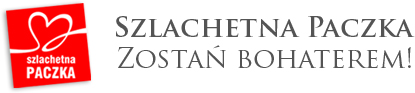 szlachetna
PACZKA
SZLACHETNA PACZKA
ZOSTAŃ BOHATEREM!